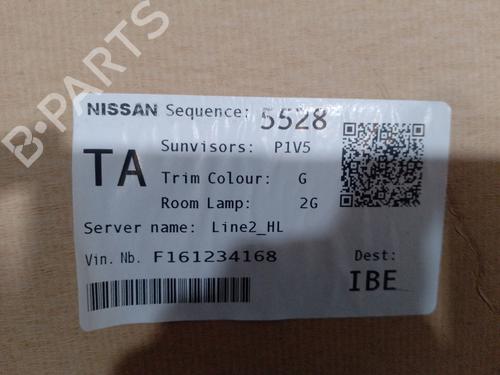 B-PARTS
NISSAN Sequence: 5528
TA
Sunvisors: P1V5
Trim Colour: G
Room Lamp: 2G
Server name: Line2_HL
Vin. Nb. F161234168
Dest:
IBE